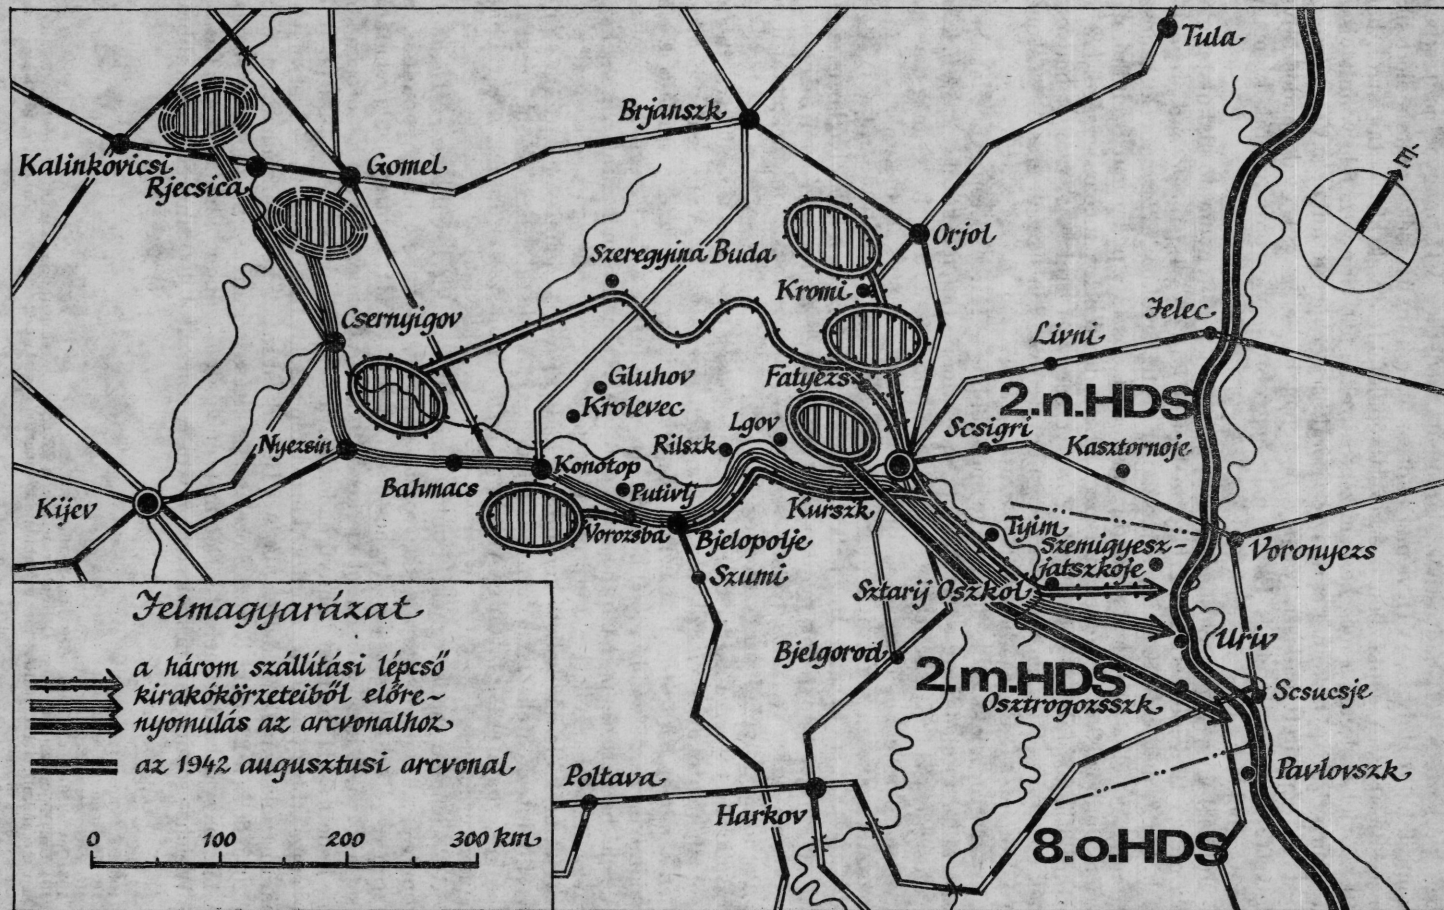 Tula
Brjanszk
É
Kalinkovicsi
Gomel
Rjecsica
Orjol
Szeregyina Buda
Kromi
Csernyigov
Jelec
Livni
Gluhov
Fatyezs
2.n.HDS
Krolevec
Lgov
Scsigri
Nyezsin
Rilszk
Kasztornoje
Konotop
Bahmacs
Putivlj
Kijev
Kurszk
Vorozsba
Bjelopolje
Tyim
Voronyezs
Szemigyesz-
jatszkoje
Szumi
Sztarij Oszkol
Uriv
Bjelgorod
2.m.HDS
Scsucsje
Osztrogozsszk
Pavlovszk
Poltava
Harkov
8.o.HDS
Jelmagyarázat
a három szállítási lépcső
kirakókörzeteiből előre-
nyomulás az arcvonalhoz
az 1942 augusztusi arcvonal
0 100 200 300 km